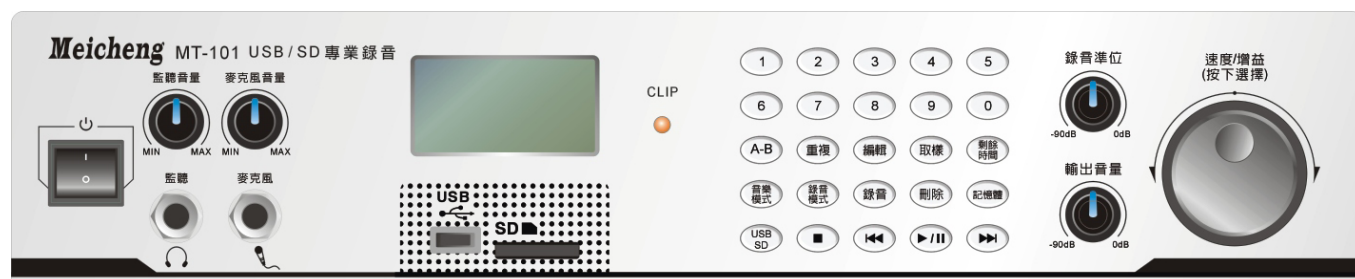 Meicheng MT-101 USB/SD專業錄音
監聽音量
麥克風音量
MIN
MAX
MIN
MAX
I
O
監聽
麥克風
USB
SD
CLIP
1 2 3 4 5
6 7 8 9 0
A-B 重複 編輯 取樣 剩餘
時間
音樂
模式
錄音
模式
錄音 刪除 記憶體
USB
SD
錄音準位
-90dB
0dB
輸出音量
-90dB
0dB
速度/增益
(按下選擇)